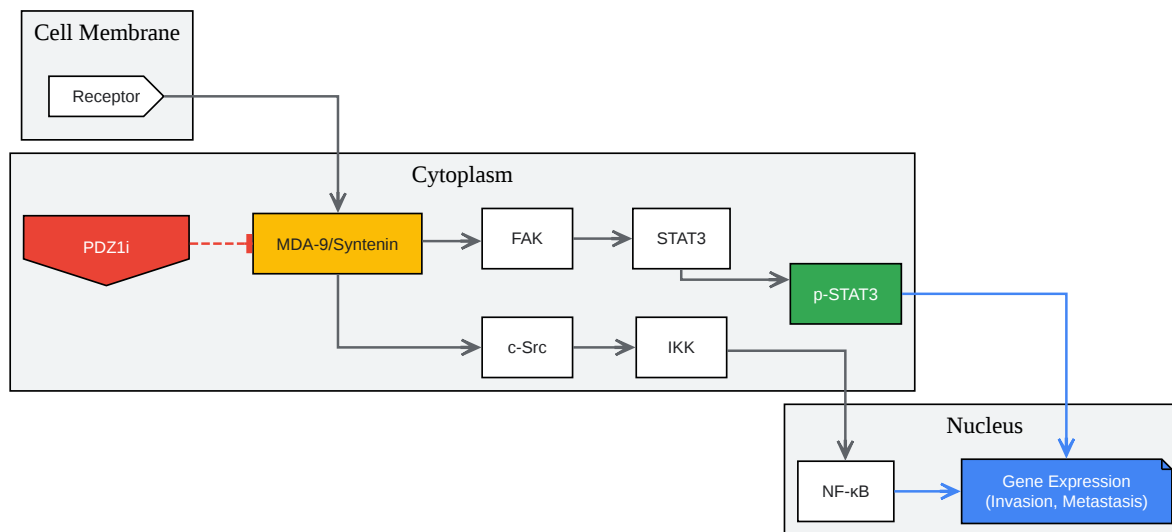 Cell Membrane
Receptor
Cytoplasm
PDZ1i
MDA-9/Syntenin
FAK
STAT3
p-STAT3
c-Src
IKK
Nucleus
NF-κB
Gene Expression
(Invasion, Metastasis)